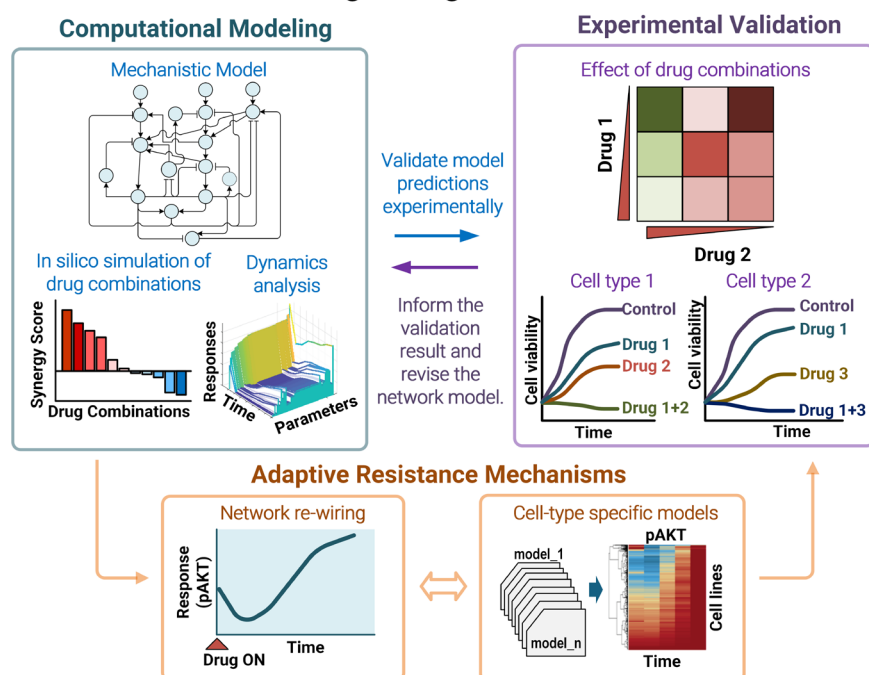 Computational Modeling
Mechanistic Model
In silico simulation of
drug combinations
Synergy Score
Drug Combinations
Dynamics
analysis
Responses
Time
Parameters
Validate model
predictions
experimentally
Inform the
validation
result and
revise the
network model.
Experimental Validation
Effect of drug combinations
Drug 1
Drug 2
Cell type 1
Cell viability
Control
Drug 1
Drug 2
Drug 1+2
Time
Cell type 2
Cell viability
Control
Drug 1
Drug 3
Drug 1+3
Time
Adaptive Resistance Mechanisms
Network re-wiring
Response
(pAKT)
Drug ON
Time
Cell-type specific models
model_1
model_n
pAKT
Cell lines
Time